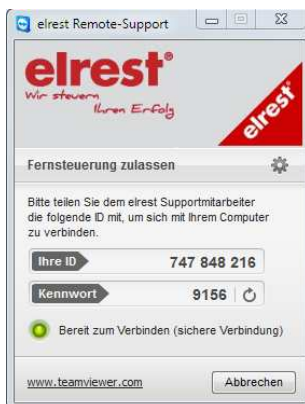 elrest Remote-Support
elrest®
Wir steuern
Ihren Erfolg
elrest®
Fernsteuerung zulassen
Bitte teilen Sie dem elrest Supportmitarbeiter
die folgende ID mit, um sich mit Ihrem Computer
zu verbinden.
Ihre ID 747 848 216
Kennwort 9156
Bereit zum Verbinden (sichere Verbindung)
www.teamviewer.com Abbrechen